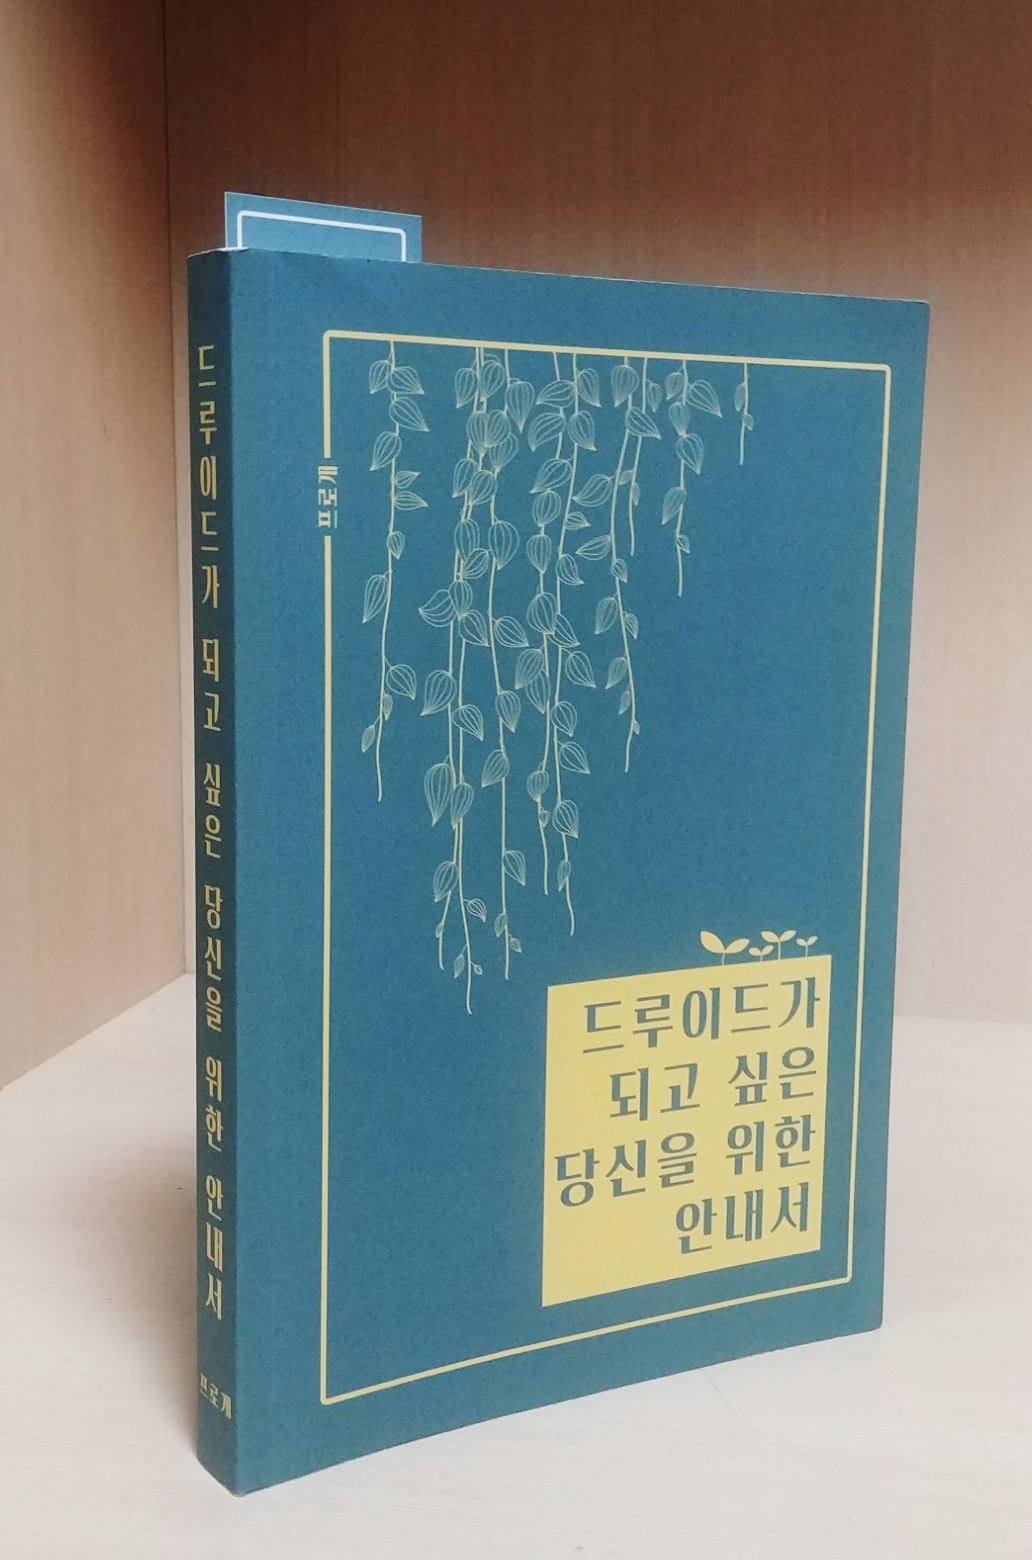 드루이드가 되고 싶은 당신을 위한 안내서
프로개
프로개
드루이드가
되고 싶은
당신을 위한
안내서